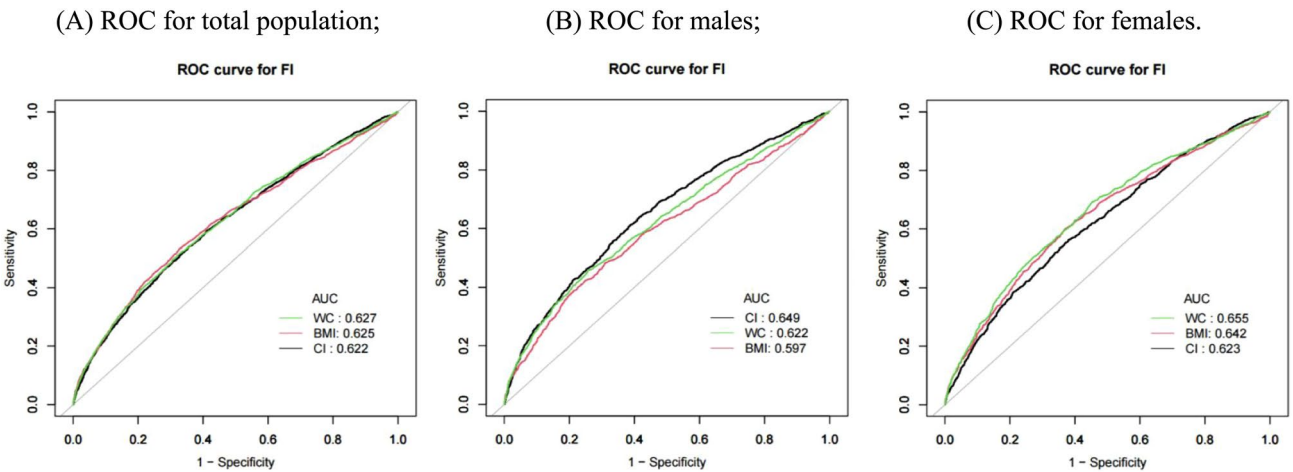 (A) ROC for total population;
ROC curve for FI
Sensitivity
1.0
0.8
0.6
0.4
0.2
0.0
AUC
WC : 0.627
BMI: 0.625
CI : 0.622
0.0 0.2 0.4 0.6 0.8 1.0
1 − Specificity
(B) ROC for males;
ROC curve for FI
Sensitivity
1.0
0.8
0.6
0.4
0.2
0.0
AUC
CI : 0.649
WC : 0.622
BMI: 0.597
0.0 0.2 0.4 0.6 0.8 1.0
1 − Specificity
(C) ROC for females.
ROC curve for FI
Sensitivity
1.0
0.8
0.6
0.4
0.2
0.0
AUC
WC : 0.655
BMI: 0.642
CI : 0.623
0.0 0.2 0.4 0.6 0.8 1.0
1 − Specificity